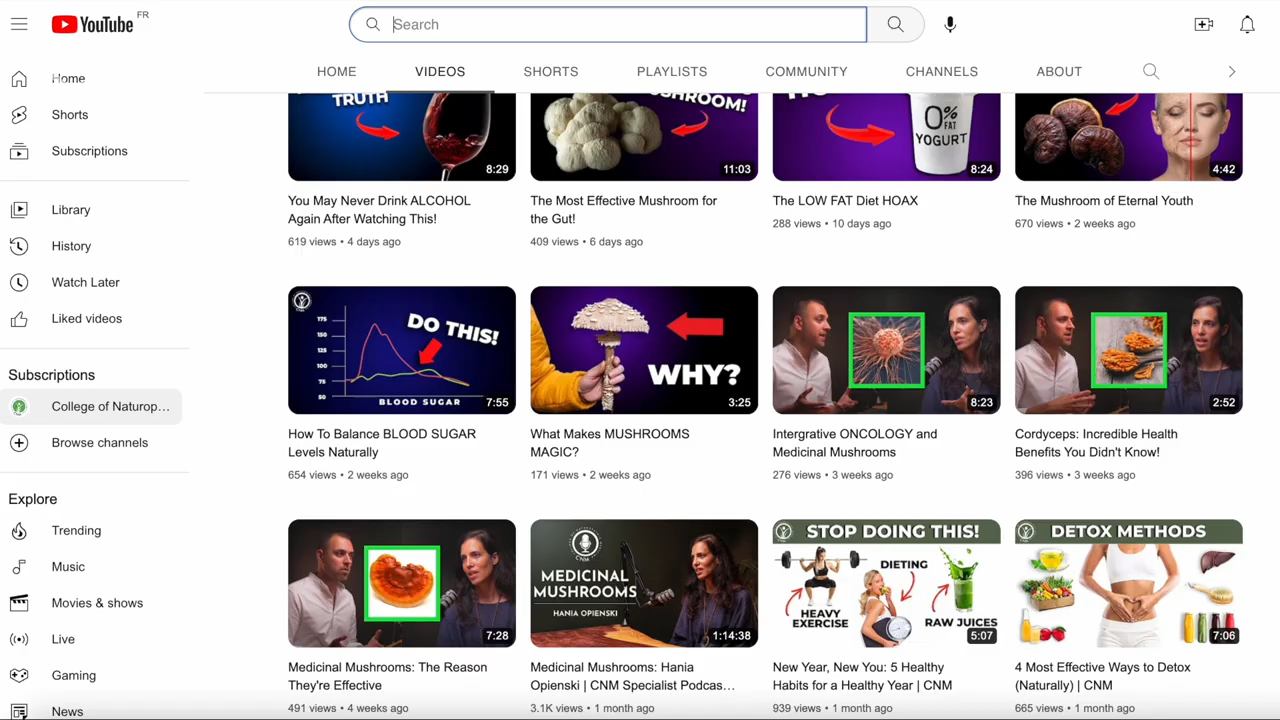 YouTube FR
Search
HOME VIDEOS SHORTS PLAYLISTS COMMUNITY CHANNELS ABOUT
Home
Shorts
Subscriptions
Library
History
Watch Later
Liked videos
Subscriptions
College of Naturop…
Browse channels
Explore
Trending
Music
Movies & shows
Live
Gaming
News
TRUTH
8:29
You May Never Drink ALCOHOL
Again After Watching This!
619 views • 4 days ago
11:03
The Most Effective Mushroom for
the Gut!
409 views • 6 days ago
0%
FAT
YOGURT
8:24
The LOW FAT Diet HOAX
288 views • 10 days ago
4:42
The Mushroom of Eternal Youth
670 views • 2 weeks ago
175
150
125
100
75
50
DO THIS!
BLOOD SUGAR
7:55
How To Balance BLOOD SUGAR
Levels Naturally
654 views • 2 weeks ago
WHY?
3:25
What Makes MUSHROOMS
MAGIC?
171 views • 2 weeks ago
8:23
Intergrative ONCOLOGY and
Medicinal Mushrooms
276 views • 3 weeks ago
2:52
Cordyceps: Incredible Health
Benefits You Didn't Know!
396 views • 3 weeks ago
7:28
Medicinal Mushrooms: The Reason
They're Effective
491 views • 4 weeks ago
MEDICINAL
MUSHROOMS
HANIA OPIENSKI
1:14:38
Medicinal Mushrooms: Hania
Opienski | CNM Specialist Podcas…
3.1K views • 1 month ago
STOP DOING THIS!
DIETING
HEAVY
EXERCISE
RAW JUICES
5:07
New Year, New You: 5 Healthy
Habits for a Healthy Year | CNM
939 views • 1 month ago
DETOX METHODS
7:06
4 Most Effective Ways to Detox
(Naturally) | CNM
665 views • 1 month ago